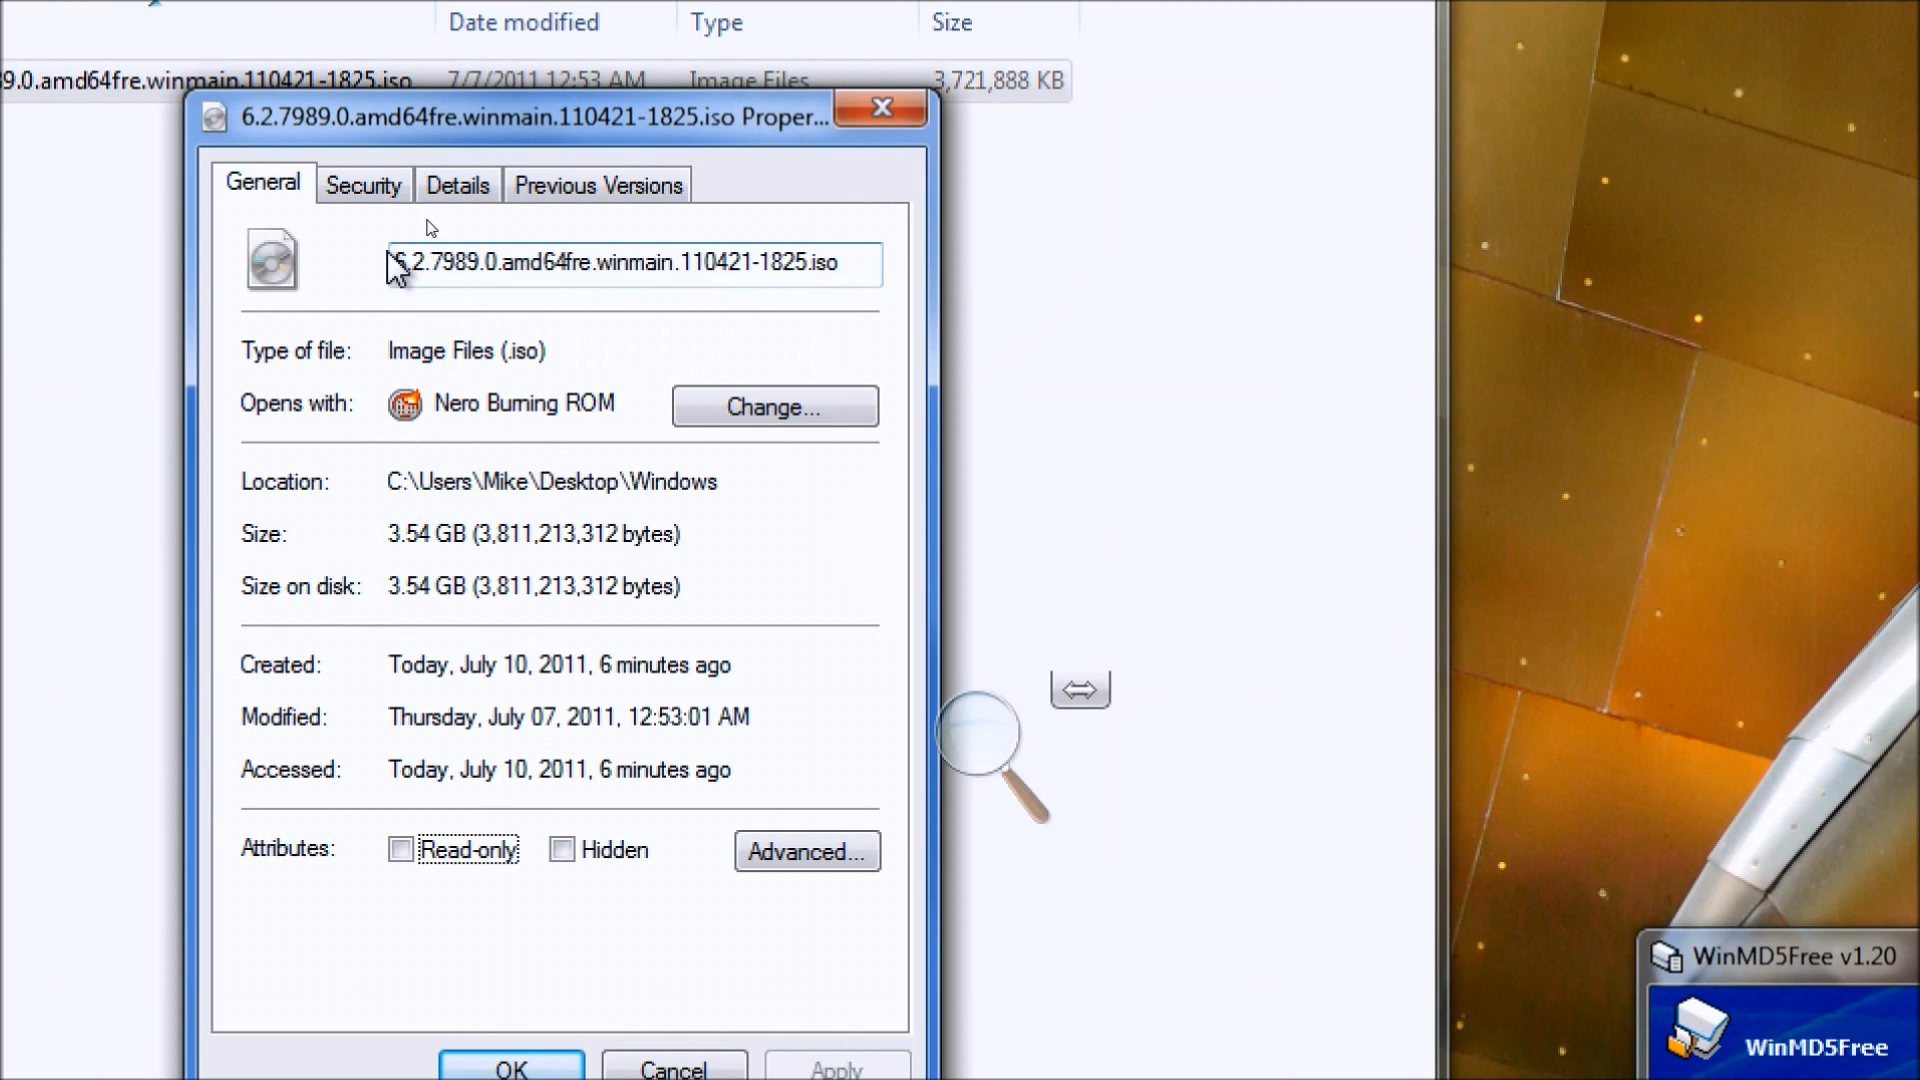 Date modified Type Size
9.0.amd64fre.winmain.110421-1825.iso 7/7/2011 12:53 AM Image Files 3,721,888 KB
6.2.7989.0.amd64fre.winmain.110421-1825.iso Proper...
General Security Details Previous Versions
6.2.7989.0.amd64fre.winmain.110421-1825.iso
Type of file: Image Files (.iso)
Opens with: Nero Burning ROM Change...
Location: C:\Users\Mike\Desktop\Windows
Size: 3.54 GB (3,811,213,312 bytes)
Size on disk: 3.54 GB (3,811,213,312 bytes)
Created: Today, July 10, 2011, 6 minutes ago
Modified: Thursday, July 07, 2011, 12:53:01 AM
Accessed: Today, July 10, 2011, 6 minutes ago
Attributes: Read-only Hidden Advanced...
WinMD5Free v1.20
WinMD5Free
OK Cancel Apply